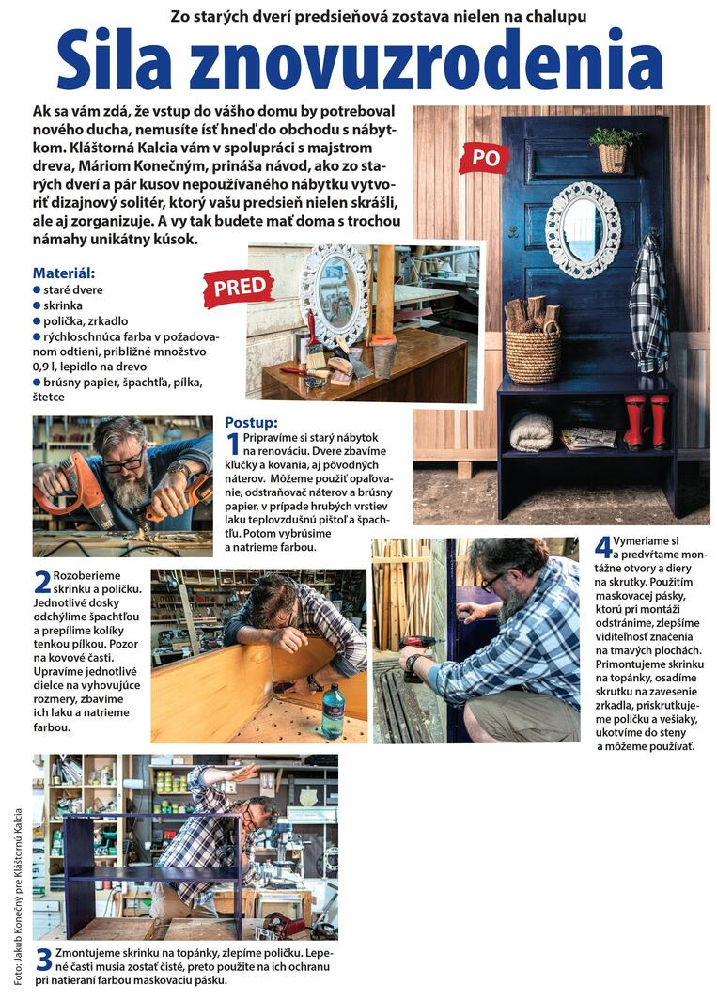 Zo starých dverí predsieňová zostava nielen na chalupu
Sila znovuzrodenia
Ak sa vám zdá, že vstup do vášho domu by potreboval
nového ducha, nemusíte ísť hneď do obchodu s nábyt-
kom. Kláštorná Kalcia vám v spolupráci s majstrom
dreva, Máriom Konečným, prináša návod, ako zo sta-
rých dverí a pár kusov nepoužívaného nábytku vytvo-
riť dizajnový solitér, ktorý vašu predsieň nielen skrášli,
ale aj zorganizuje. A vy tak budete mať doma s trochou
námahy unikátny kúsok.
PO
PRED
Materiál:
● staré dvere
● skrinka
● polička, zrkadlo
● rýchloschnúca farba v požadova-
nom odtieni, približné množstvo
0,9 l, lepidlo na drevo
● brúsny papier, špachtľa, pílka,
štetce
Postup:
1 Pripravíme si starý nábytok
na renováciu. Dvere zbavíme
kľučky a kovania, aj pôvodných
náterov. Môžeme použiť opaľova-
nie, odstraňovač náterov a brúsny
papier, v prípade hrubých vrstiev
laku teplovzdušnú pištoľ a špach-
tľu. Potom vybrúsime
a natrieme farbou.
2 Rozoberieme
skrinku a poličku.
Jednotlivé dosky
odchýlime špachtľou
a prepílime kolíky
tenkou pílkou. Pozor
na kovové časti.
Upravíme jednotlivé
dielce na vyhovujúce
rozmery, zbavíme
ich laku a natrieme
farbou.
3 Zmontujeme skrinku na topánky, zlepíme poličku. Lepe-
né časti musia zostať čisté, preto použite na ich ochranu
pri natieraní farbou maskovaciu pásku.
4 Vymeriame si
a predvŕtame mon-
tážne otvory a diery
na skrutky. Použitím
maskovacej pásky,
ktorú pri montáži
odstránime, zlepšíme
viditeľnosť značenia
na tmavých plochách.
Primontujeme skrinku
na topánky, osadíme
skrutku na zavesenie
zrkadla, priskrutkuje-
me poličku a vešiaky,
ukotvíme do steny
a môžeme používať.
Foto: Jakub Konečný pre Kláštornú Kalcia